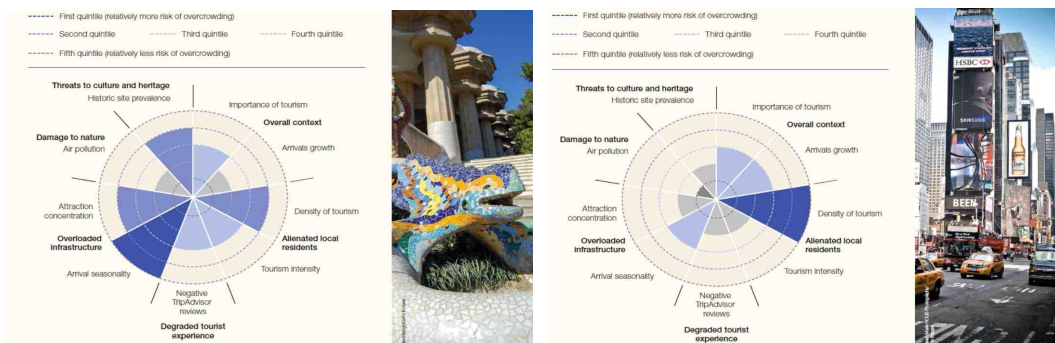 First quintile (relatively more risk of overcrowding)
Second quintile
Third quintile
Fourth quintile
Fifth quintile (relatively less risk of overcrowding)
Threats to culture and heritage
Historic site prevalence
Importance of tourism
Overall context
Damage to nature
Air pollution
Arrivals growth
Attraction
concentration
Density of tourism
Overloaded
infrastructure
Alienated local
residents
Arrival seasonality
Tourism intensity
Negative
TripAdvisor
reviews
Degraded tourist
experience
First quintile (relatively more risk of overcrowding)
Second quintile
Third quintile
Fourth quintile
Fifth quintile (relatively less risk of overcrowding)
Threats to culture and heritage
Historic site prevalence
Importance of tourism
Overall context
Damage to nature
Air pollution
Arrivals growth
Attraction
concentration
Density of tourism
Overloaded
infrastructure
Alienated local
residents
Arrival seasonality
Tourism intensity
Negative
TripAdvisor
reviews
Degraded tourist
experience
HSBC
SAMSUNG
BEEN